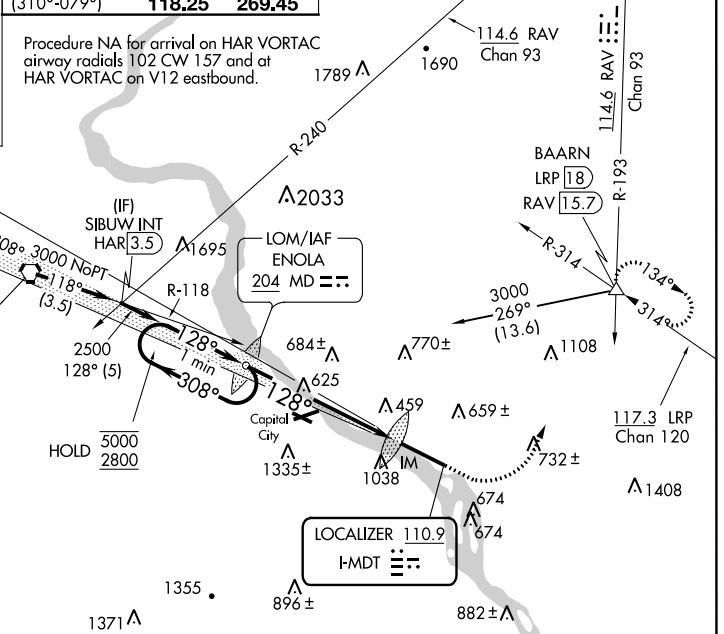 (310°-079°) 118.25 269.45
Procedure NA for arrival on HAR VORTAC
airway radials 102 CW 157 and at
HAR VORTAC on V12 eastbound.
114.6 RAV
Chan 93
1690
1789
R-240
114.6 RAV
Chan 93
R-193
BAARN
LRP 18
RAV 15.7
2033
(IF)
SIBUW INT
HAR 3.5
1695
LOM/IAF
ENOLA
204 MD
R-314
134°
314°
3000 NoPT
118°
(3.5)
R-118
3000
269°
(13.6)
2500
128° (5)
128°
1 min
308°
684±
770±
1108
625
128°
459
659±
Capital
City
117.3 LRP
Chan 120
HOLD 5000
2800
1335±
1038
IM
732±
1408
674
674
LOCALIZER 110.9
I-MDT
1355
896±
1371
882±